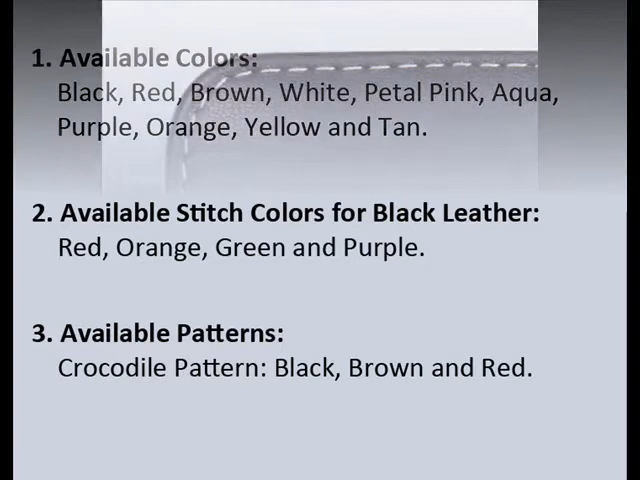 1. Available Colors:
Black, Red, Brown, White, Petal Pink, Aqua,
Purple, Orange, Yellow and Tan.
2. Available Stitch Colors for Black Leather:
Red, Orange, Green and Purple.
3. Available Patterns:
Crocodile Pattern: Black, Brown and Red.